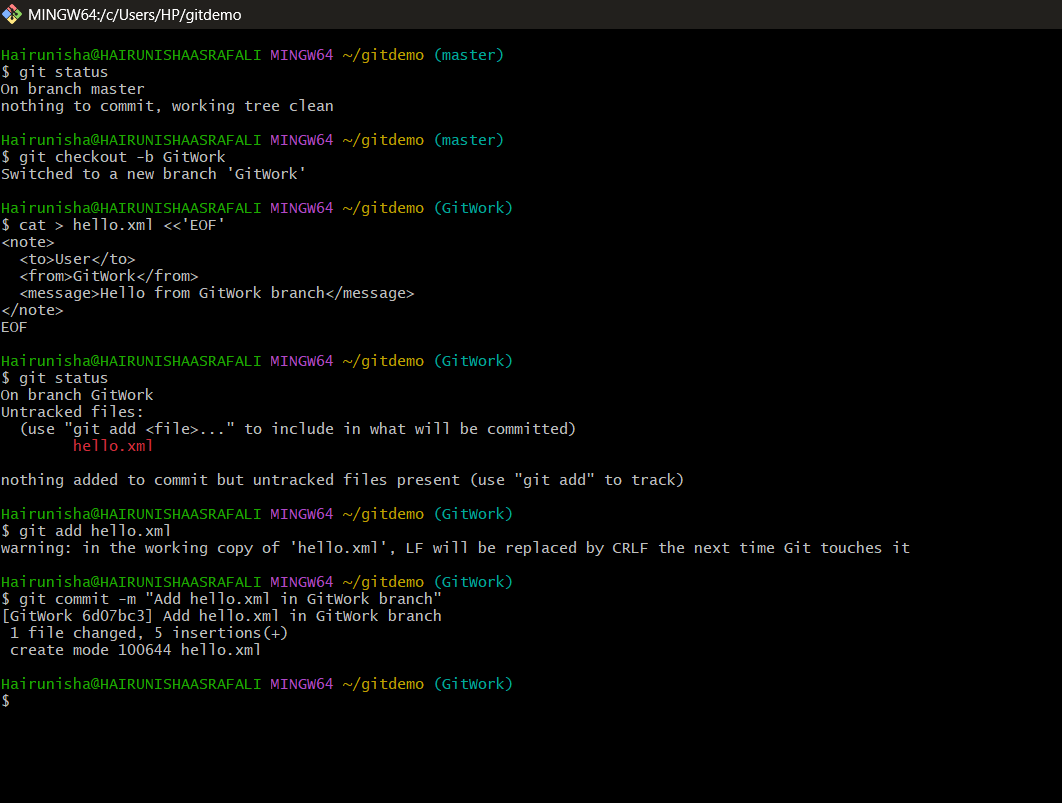 MINGW64:/c/Users/HP/gitdemo
Hairunisha@HAIRUNISHAASRAFALI MINGW64 ~/gitdemo (master)
$ git status
On branch master
nothing to commit, working tree clean
Hairunisha@HAIRUNISHAASRAFALI MINGW64 ~/gitdemo (master)
$ git checkout -b GitWork
Switched to a new branch 'GitWork'
Hairunisha@HAIRUNISHAASRAFALI MINGW64 ~/gitdemo (GitWork)
$ cat > hello.xml <<'EOF'
<note>
  <to>User</to>
  <from>GitWork</from>
  <message>Hello from GitWork branch</message>
</note>
EOF
Hairunisha@HAIRUNISHAASRAFALI MINGW64 ~/gitdemo (GitWork)
$ git status
On branch GitWork
Untracked files:
  (use "git add <file>..." to include in what will be committed)
        hello.xml
nothing added to commit but untracked files present (use "git add" to track)
Hairunisha@HAIRUNISHAASRAFALI MINGW64 ~/gitdemo (GitWork)
$ git add hello.xml
warning: in the working copy of 'hello.xml', LF will be replaced by CRLF the next time Git touches it
Hairunisha@HAIRUNISHAASRAFALI MINGW64 ~/gitdemo (GitWork)
$ git commit -m "Add hello.xml in GitWork branch"
[GitWork 6d07bc3] Add hello.xml in GitWork branch
 1 file changed, 5 insertions(+)
 create mode 100644 hello.xml
Hairunisha@HAIRUNISHAASRAFALI MINGW64 ~/gitdemo (GitWork)
$